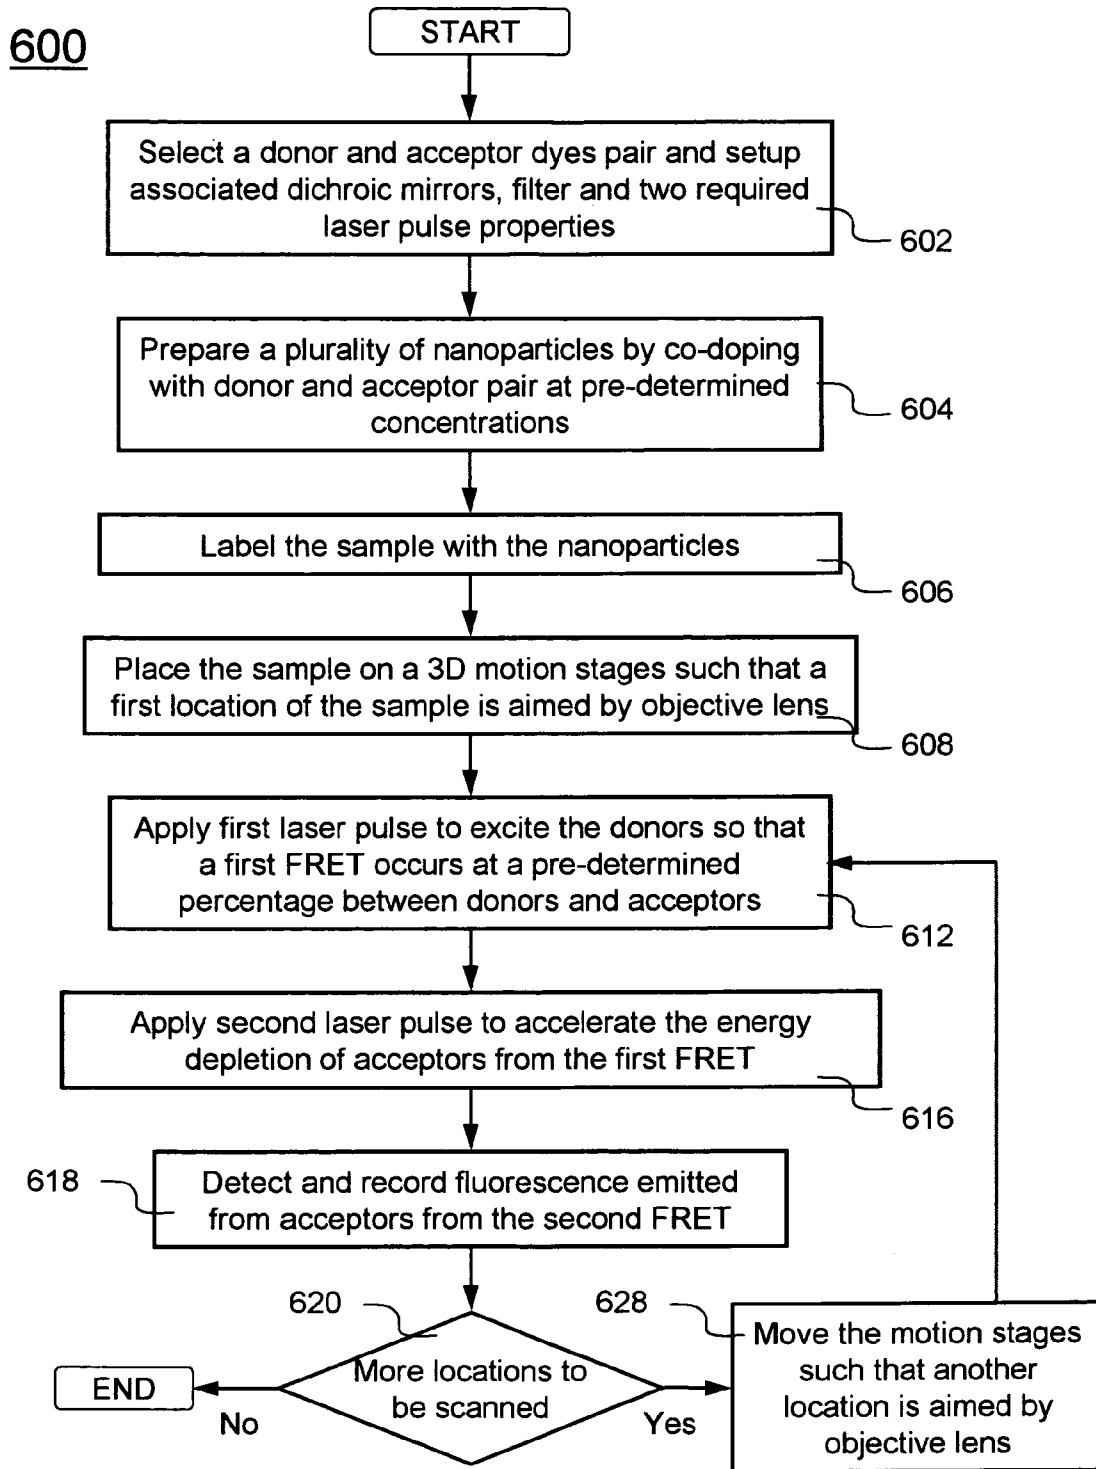 600
START
Select a donor and acceptor dyes pair and setup
associated dichroic mirrors, filter and two required
laser pulse properties
602
Prepare a plurality of nanoparticles by co-doping
with donor and acceptor pair at pre-determined
concentrations
604
Label the sample with the nanoparticles
606
Place the sample on a 3D motion stages such that a
first location of the sample is aimed by objective lens
608
Apply first laser pulse to excite the donors so that
a first FRET occurs at a pre-determined
percentage between donors and acceptors
612
Apply second laser pulse to accelerate the energy
depletion of acceptors from the first FRET
616
618
Detect and record fluorescence emitted
from acceptors from the second FRET
620
More locations to
be scanned
No
END
Yes
628
Move the motion stages
such that another
location is aimed by
objective lens